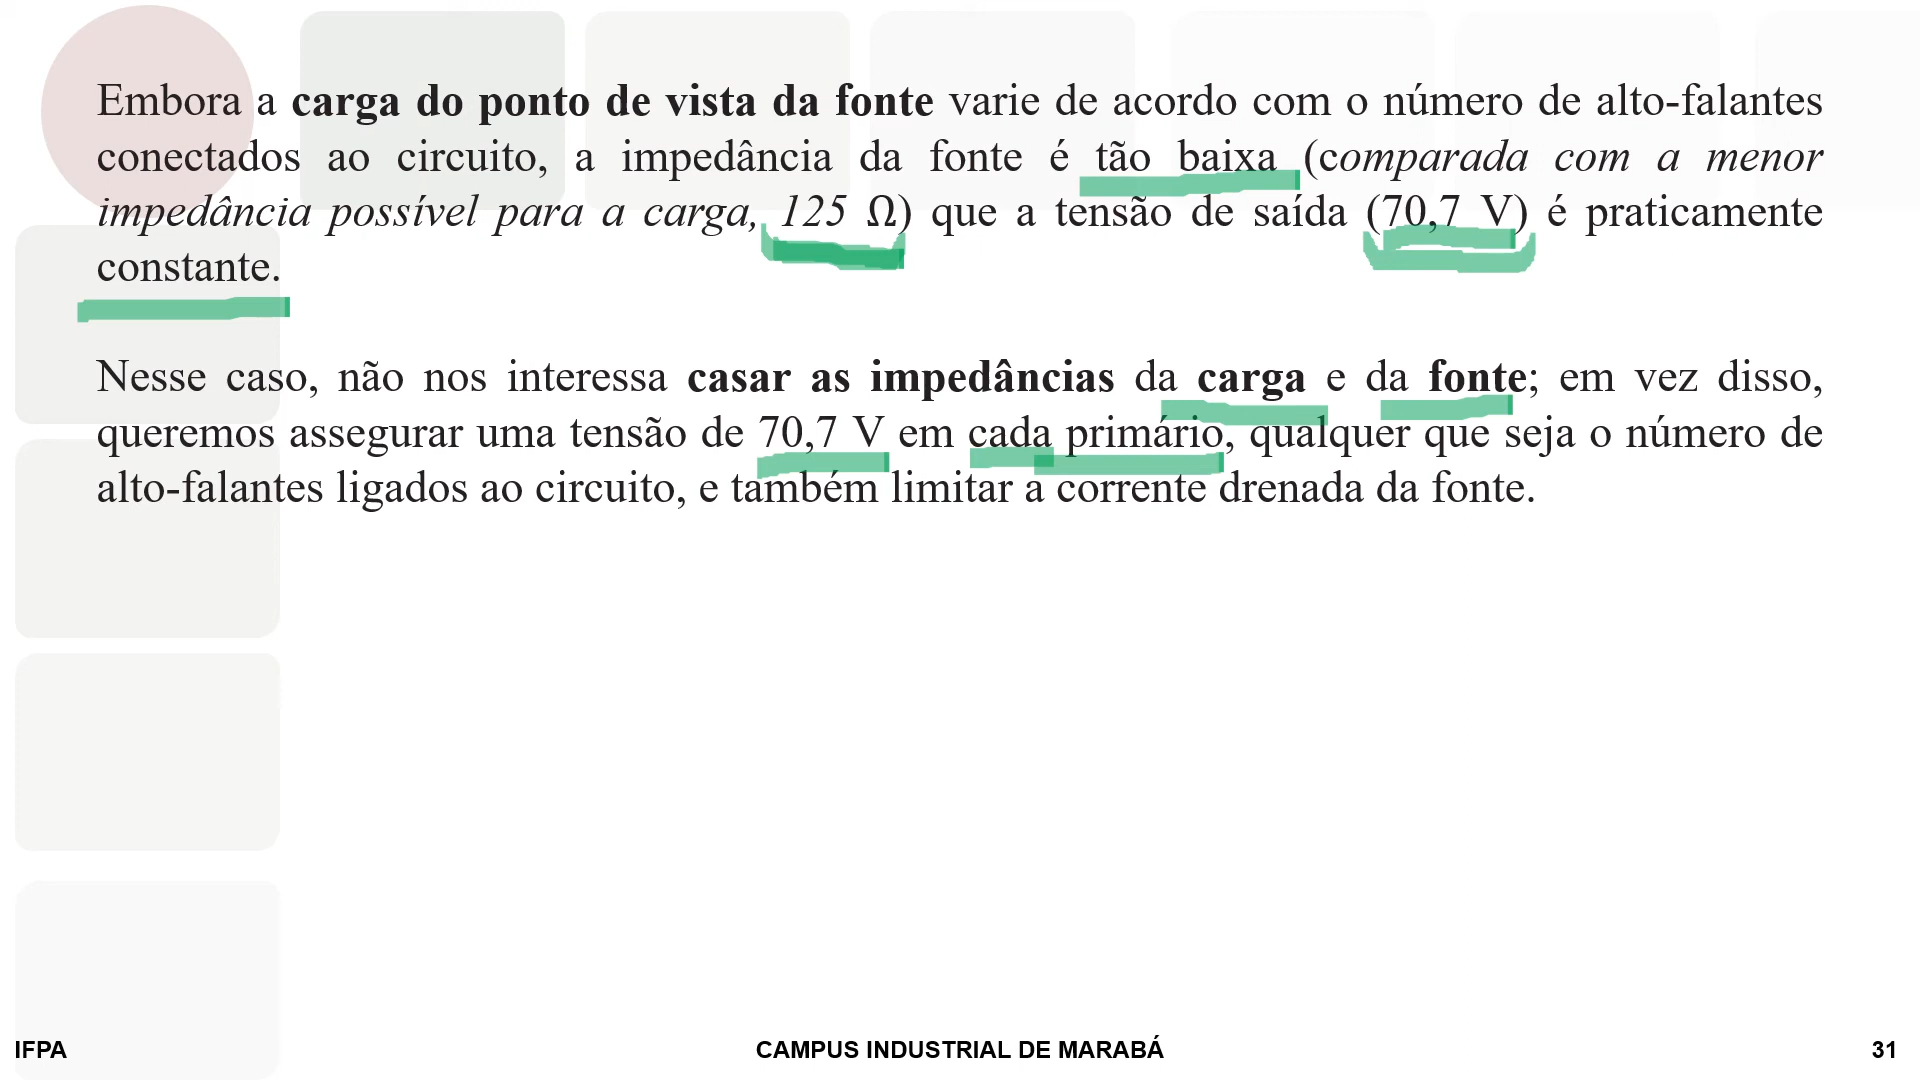 Embora a carga do ponto de vista da fonte varie de acordo com o número de alto-falantes
conectados ao circuito, a impedância da fonte é tão baixa (comparada com a menor
impedância possível para a carga, 125 Ω) que a tensão de saída (70,7 V) é praticamente
constante.
Nesse caso, não nos interessa casar as impedâncias da carga e da fonte; em vez disso,
queremos assegurar uma tensão de 70,7 V em cada primário, qualquer que seja o número de
alto-falantes ligados ao circuito, e também limitar a corrente drenada da fonte.
IFPA
CAMPUS INDUSTRIAL DE MARABÁ
31